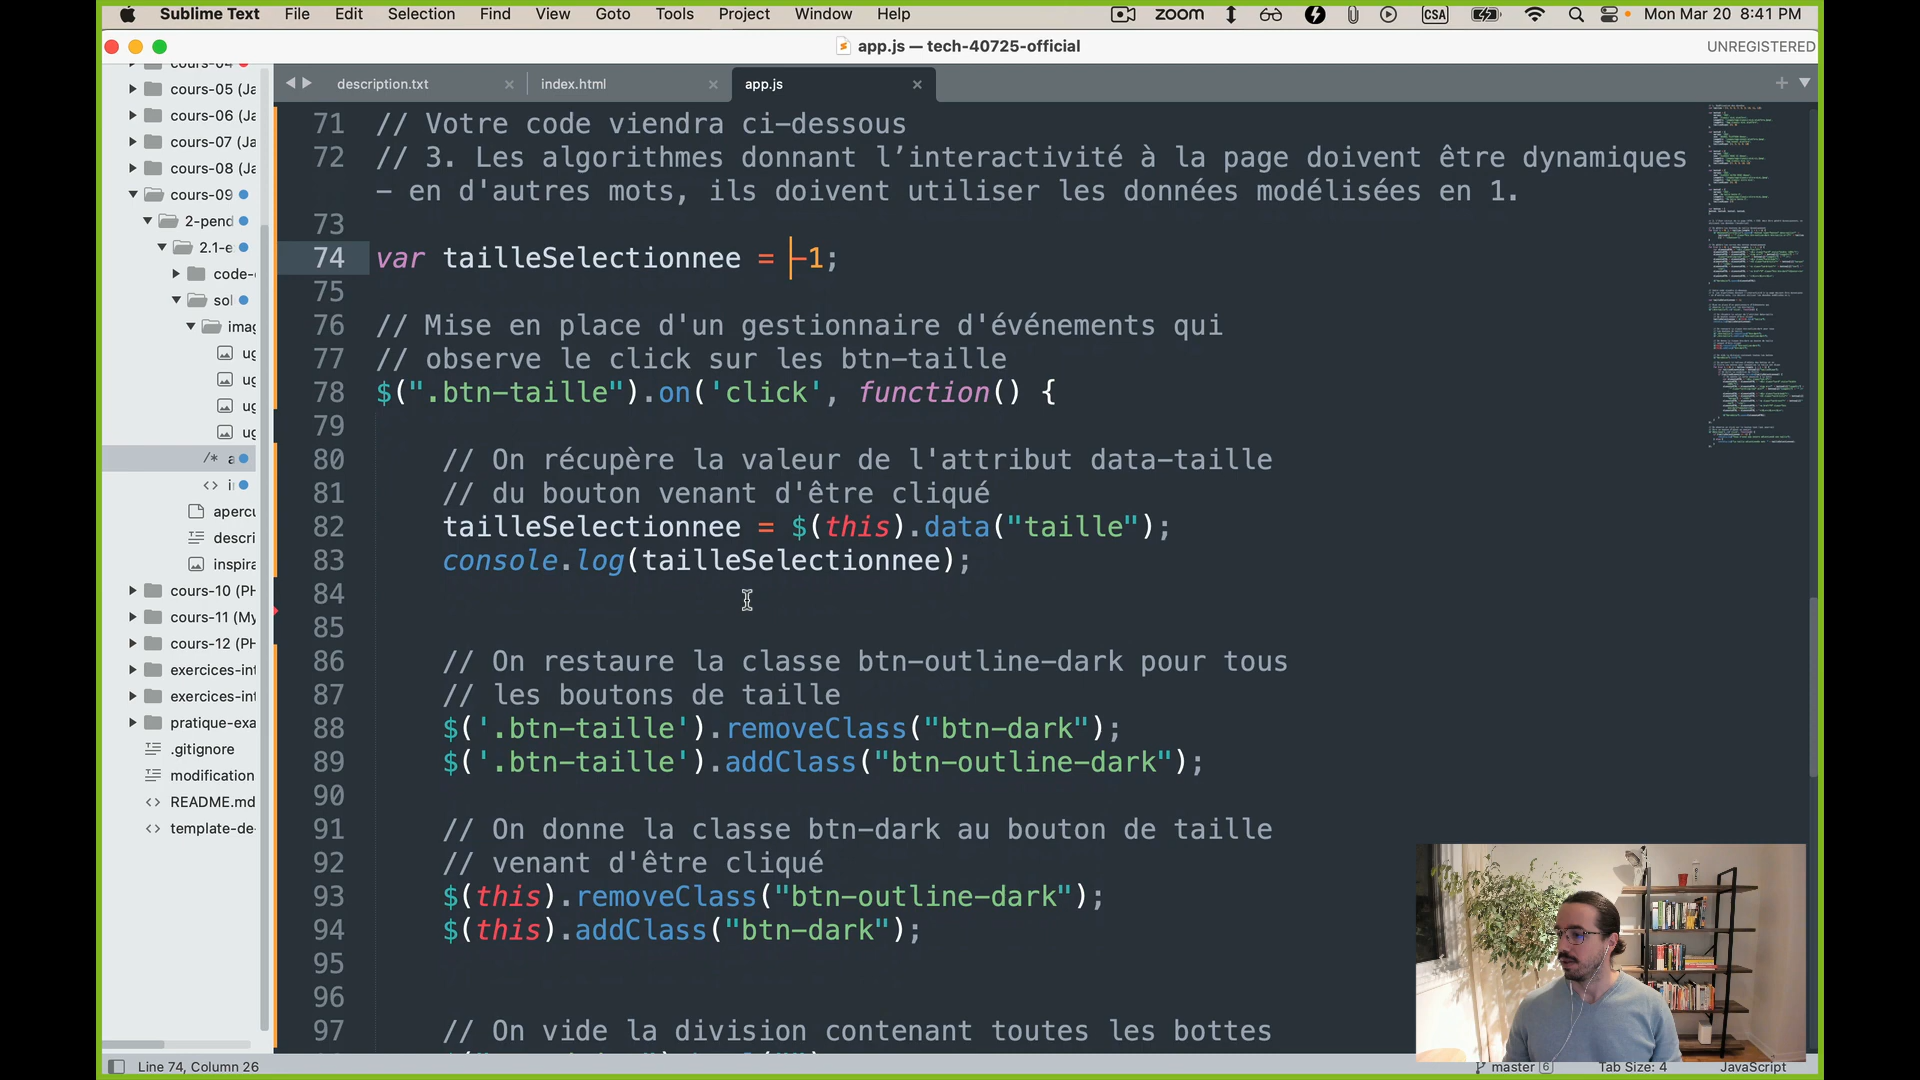 Sublime Text File Edit Selection Find View Goto Tools Project Window Help zoom CSA Mon Mar 20 8:41 PM
app.js — tech-40725-official UNREGISTERED
description.txt index.html app.js
cours-04
cours-05 (Ja
cours-06 (Ja
cours-07 (Ja
cours-08 (Ja
cours-09
2-pend
2.1-e
code-
sol
imag
ug
ug
ug
ug
/* a
<> i
apercu
descri
inspira
cours-10 (PH
cours-11 (My
cours-12 (PH
exercices-int
exercices-int
pratique-exa
.gitignore
modification
<> README.md
<> template-de-
71 // Votre code viendra ci-dessous
72 // 3. Les algorithmes donnant l’interactivité à la page doivent être dynamiques
– en d'autres mots, ils doivent utiliser les données modélisées en 1.
73
74 var tailleSelectionnee = -1;
75
76 // Mise en place d'un gestionnaire d'événements qui
77 // observe le click sur les btn-taille
78 $(".btn-taille").on('click', function() {
79
80 // On récupère la valeur de l'attribut data-taille
81 // du bouton venant d'être cliqué
82 tailleSelectionnee = $(this).data("taille");
83 console.log(tailleSelectionnee);
84
85
86 // On restaure la classe btn-outline-dark pour tous
87 // les boutons de taille
88 $('.btn-taille').removeClass("btn-dark");
89 $('.btn-taille').addClass("btn-outline-dark");
90
91 // On donne la classe btn-dark au bouton de taille
92 // venant d'être cliqué
93 $(this).removeClass("btn-outline-dark");
94 $(this).addClass("btn-dark");
95
96
97 // On vide la division contenant toutes les bottes
Line 74, Column 26 master 6 Tab Size: 4 JavaScript